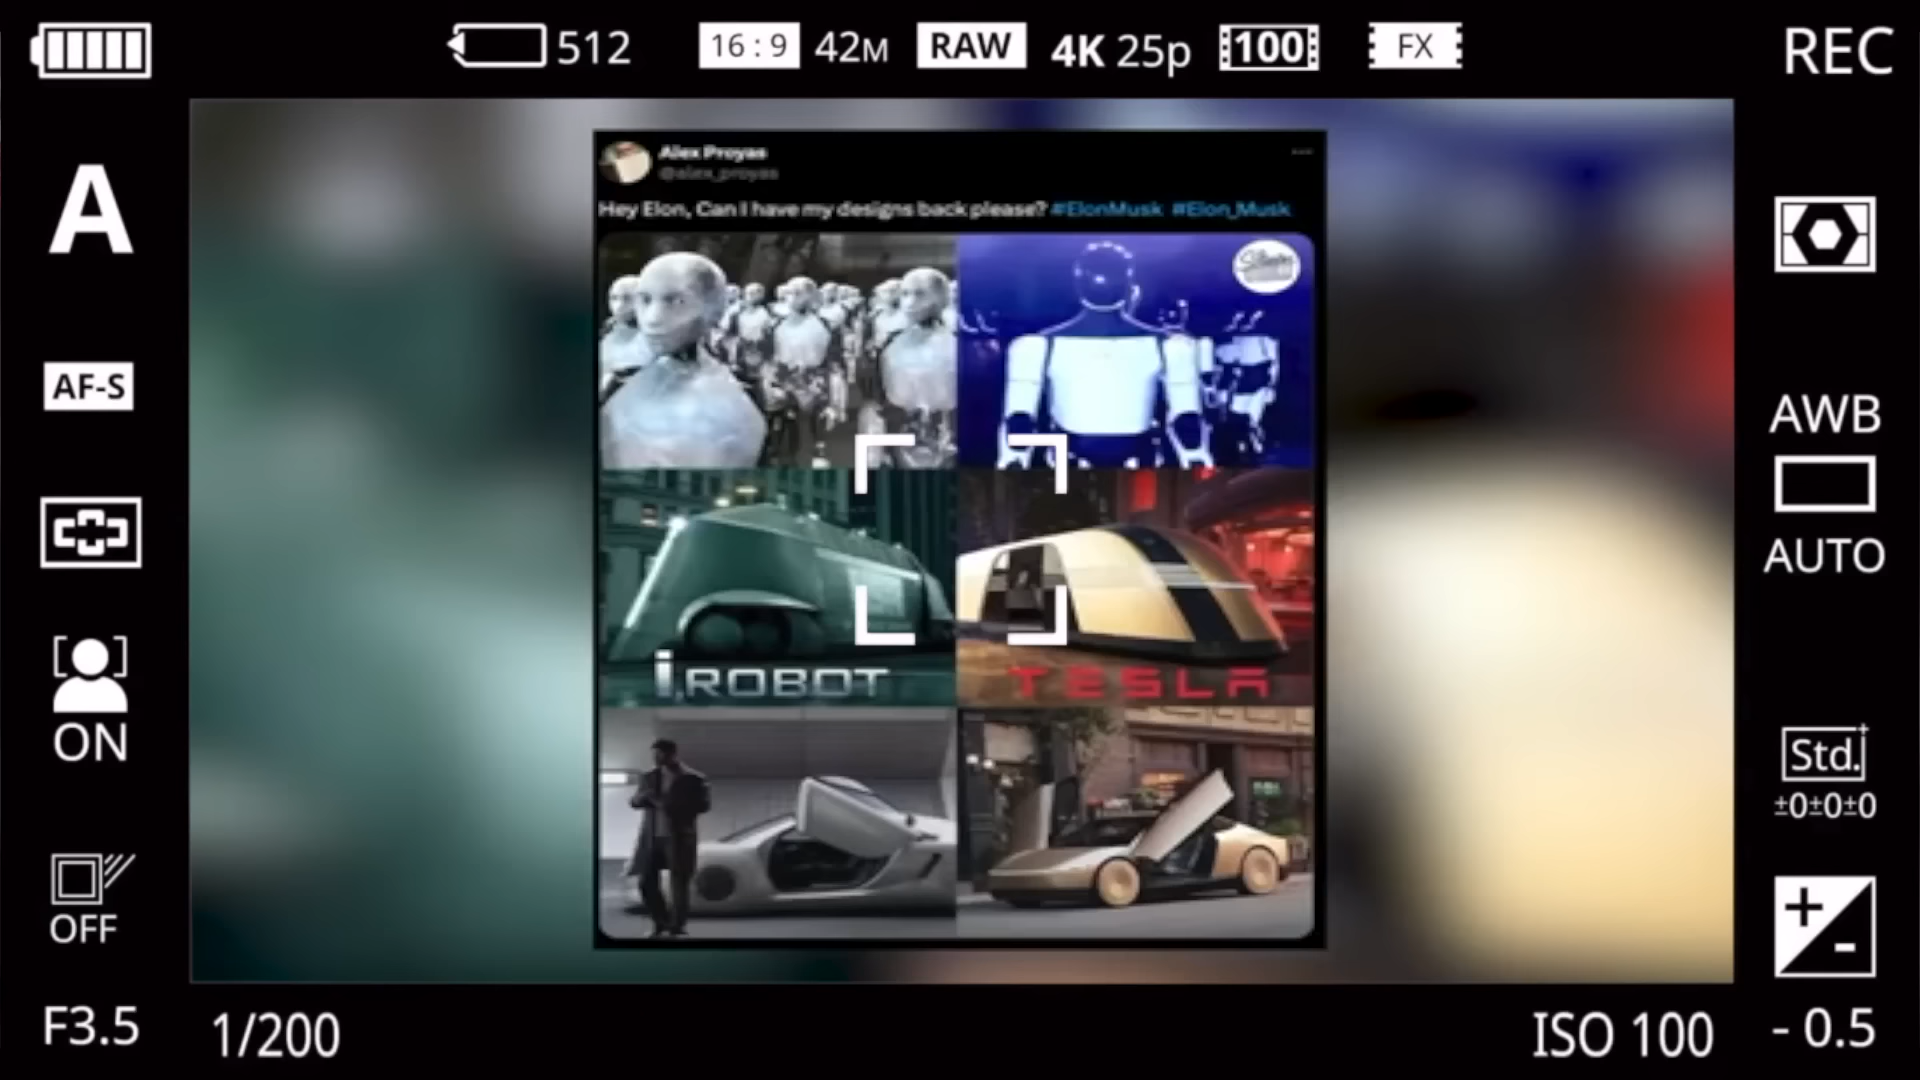 512
16:9
42M
RAW
4K 25p
100
FX
REC
A
AF-S
ON
OFF
F3.5
1/200
Alex Proyas
@alex_proyas
Hey Elon, Can I have my designs back please? #ElonMusk #Elon_Musk
i,ROBOT
TESLA
AWB
AUTO
Std.
±0±0±0
ISO 100
- 0.5